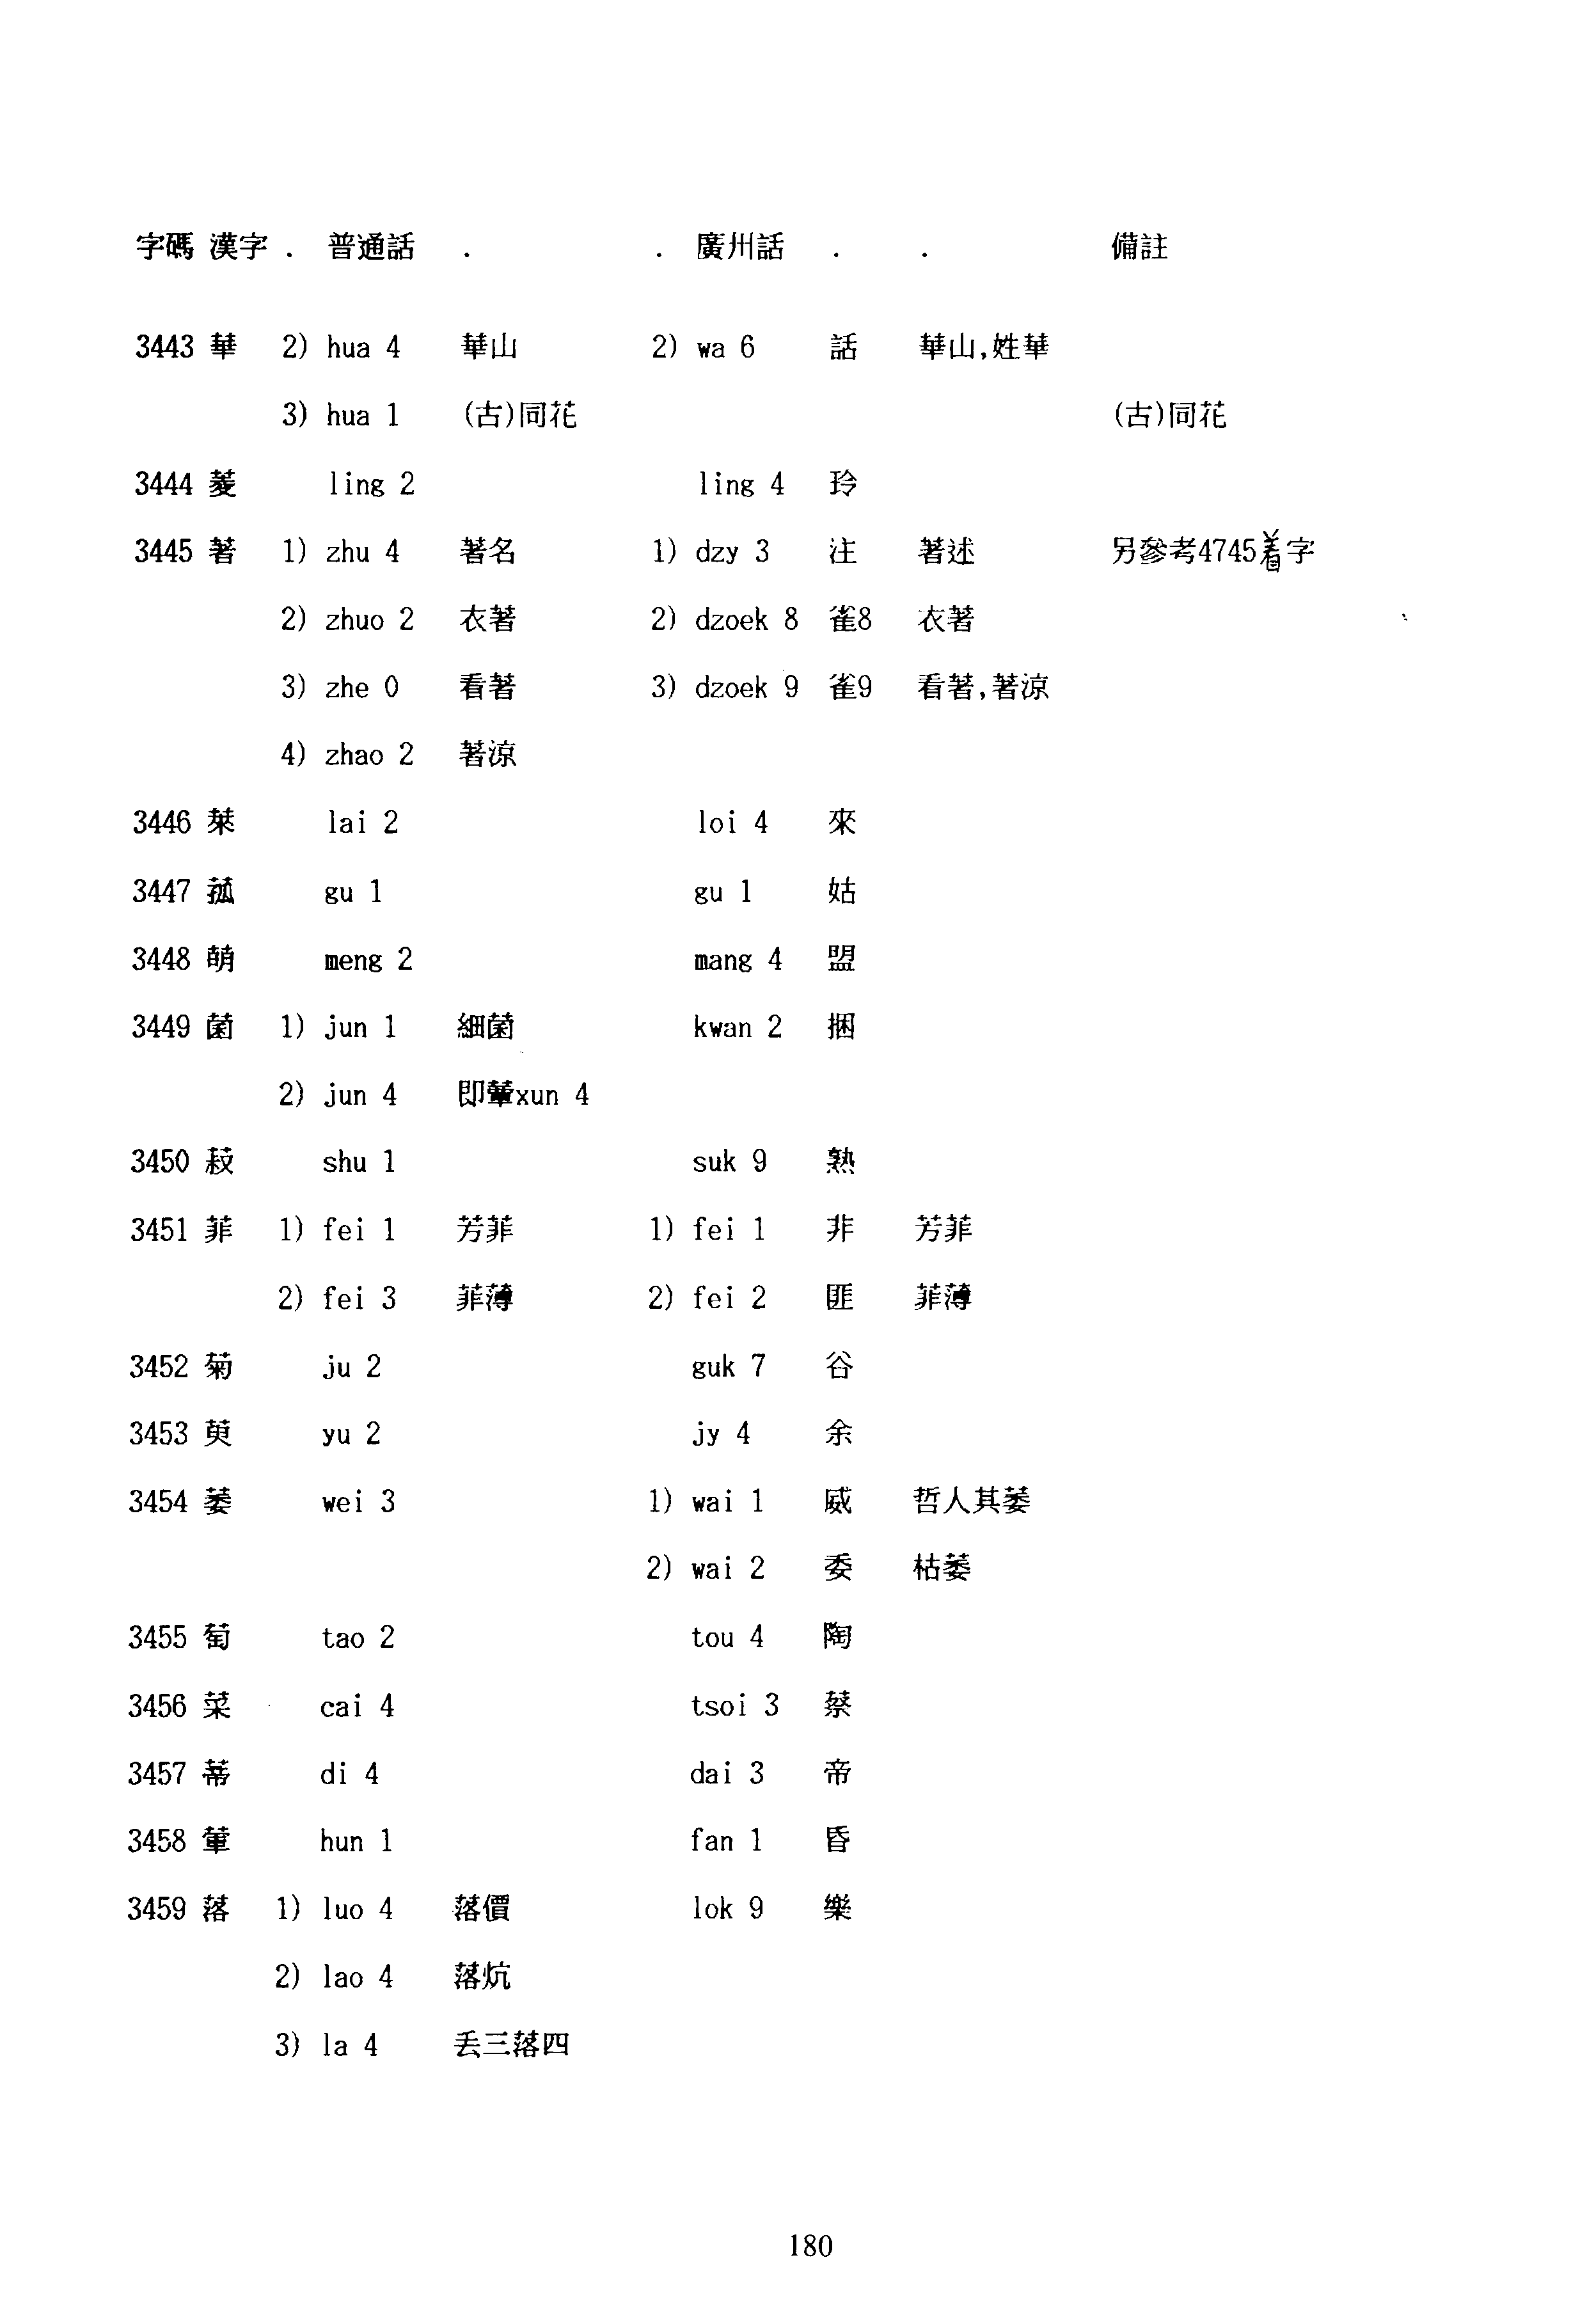 字碼 漢字 . 普通話 . . 廣州話 . . 備註
3443 華 2) hua 4 華山 2) wa 6 話 華山,姓華
3) hua 1 (古)同花 (古)同花
3444 菱 ling 2 ling 4 玲
3445 著 1) zhu 4 著名 1) dzy 3 注 著述 另參考4745着字
2) zhuo 2 衣著 2) dzoek 8 雀8 衣著
3) zhe 0 看著 3) dzoek 9 雀9 看著,著涼
4) zhao 2 著涼
3446 萊 lai 2 loi 4 來
3447 菰 gu 1 gu 1 姑
3448 萌 meng 2 mang 4 盟
3449 菌 1) jun 1 細菌 kwan 2 捆
2) jun 4 即蕈xun 4
3450 菽 shu 1 suk 9 熟
3451 菲 1) fei 1 芳菲 1) fei 1 非 芳菲
2) fei 3 菲薄 2) fei 2 匪 菲薄
3452 菊 ju 2 guk 7 谷
3453 萸 yu 2 jy 4 余
3454 萎 wei 3 1) wai 1 威 哲人其萎
2) wai 2 委 枯萎
3455 萄 tao 2 tou 4 陶
3456 菜 cai 4 tsoi 3 蔡
3457 蒂 di 4 dai 3 帝
3458 葷 hun 1 fan 1 昏
3459 落 1) luo 4 落價 lok 9 樂
2) lao 4 落炕
3) la 4 丟三落四
180